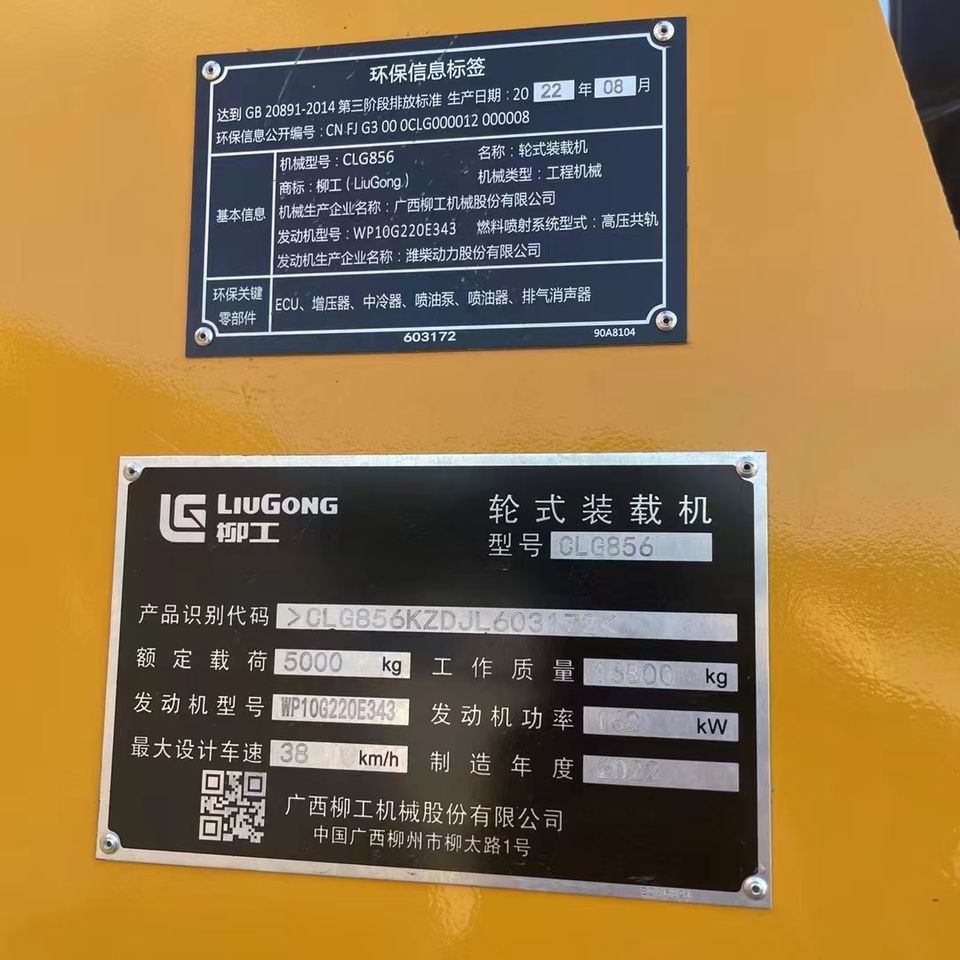 环保信息标签
达到 GB 20891-2014 第三阶段排放标准 生产日期：20 22 年 08 月
环保信息公开编号：CN FJ G3 00 0CLG000012 000008
基本信息
机械型号：CLG856 名称：轮式装载机
商标：柳工（LiuGong） 机械类型：工程机械
机械生产企业名称：广西柳工机械股份有限公司
发动机型号：WP10G220E343 燃料喷射系统型式：高压共轨
发动机生产企业名称：潍柴动力股份有限公司
环保关键零部件
ECU、增压器、中冷器、喷油泵、喷油器、排气消声器
603172 90A8104
LIUGONG 轮式装载机
柳工 型号 CLG856
产品识别代码 >CLG856KZDJL603172<
额定载荷 5000 kg 工作质量 16800 kg
发动机型号 WP10G220E343 发动机功率 162 kW
最大设计车速 38 km/h 制造年度 2022
广西柳工机械股份有限公司
中国广西柳州市柳太路1号